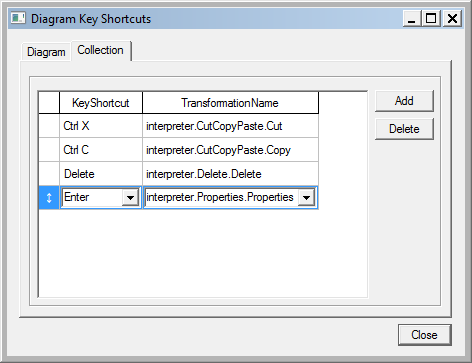 Diagram Key Shortcuts
Diagram Collection
KeyShortcut TransformationName
Add
Ctrl X interpreter.CutCopyPaste.Cut
Delete
Ctrl C interpreter.CutCopyPaste.Copy
Delete interpreter.Delete.Delete
Enter interpreter.Properties.Properties
Close